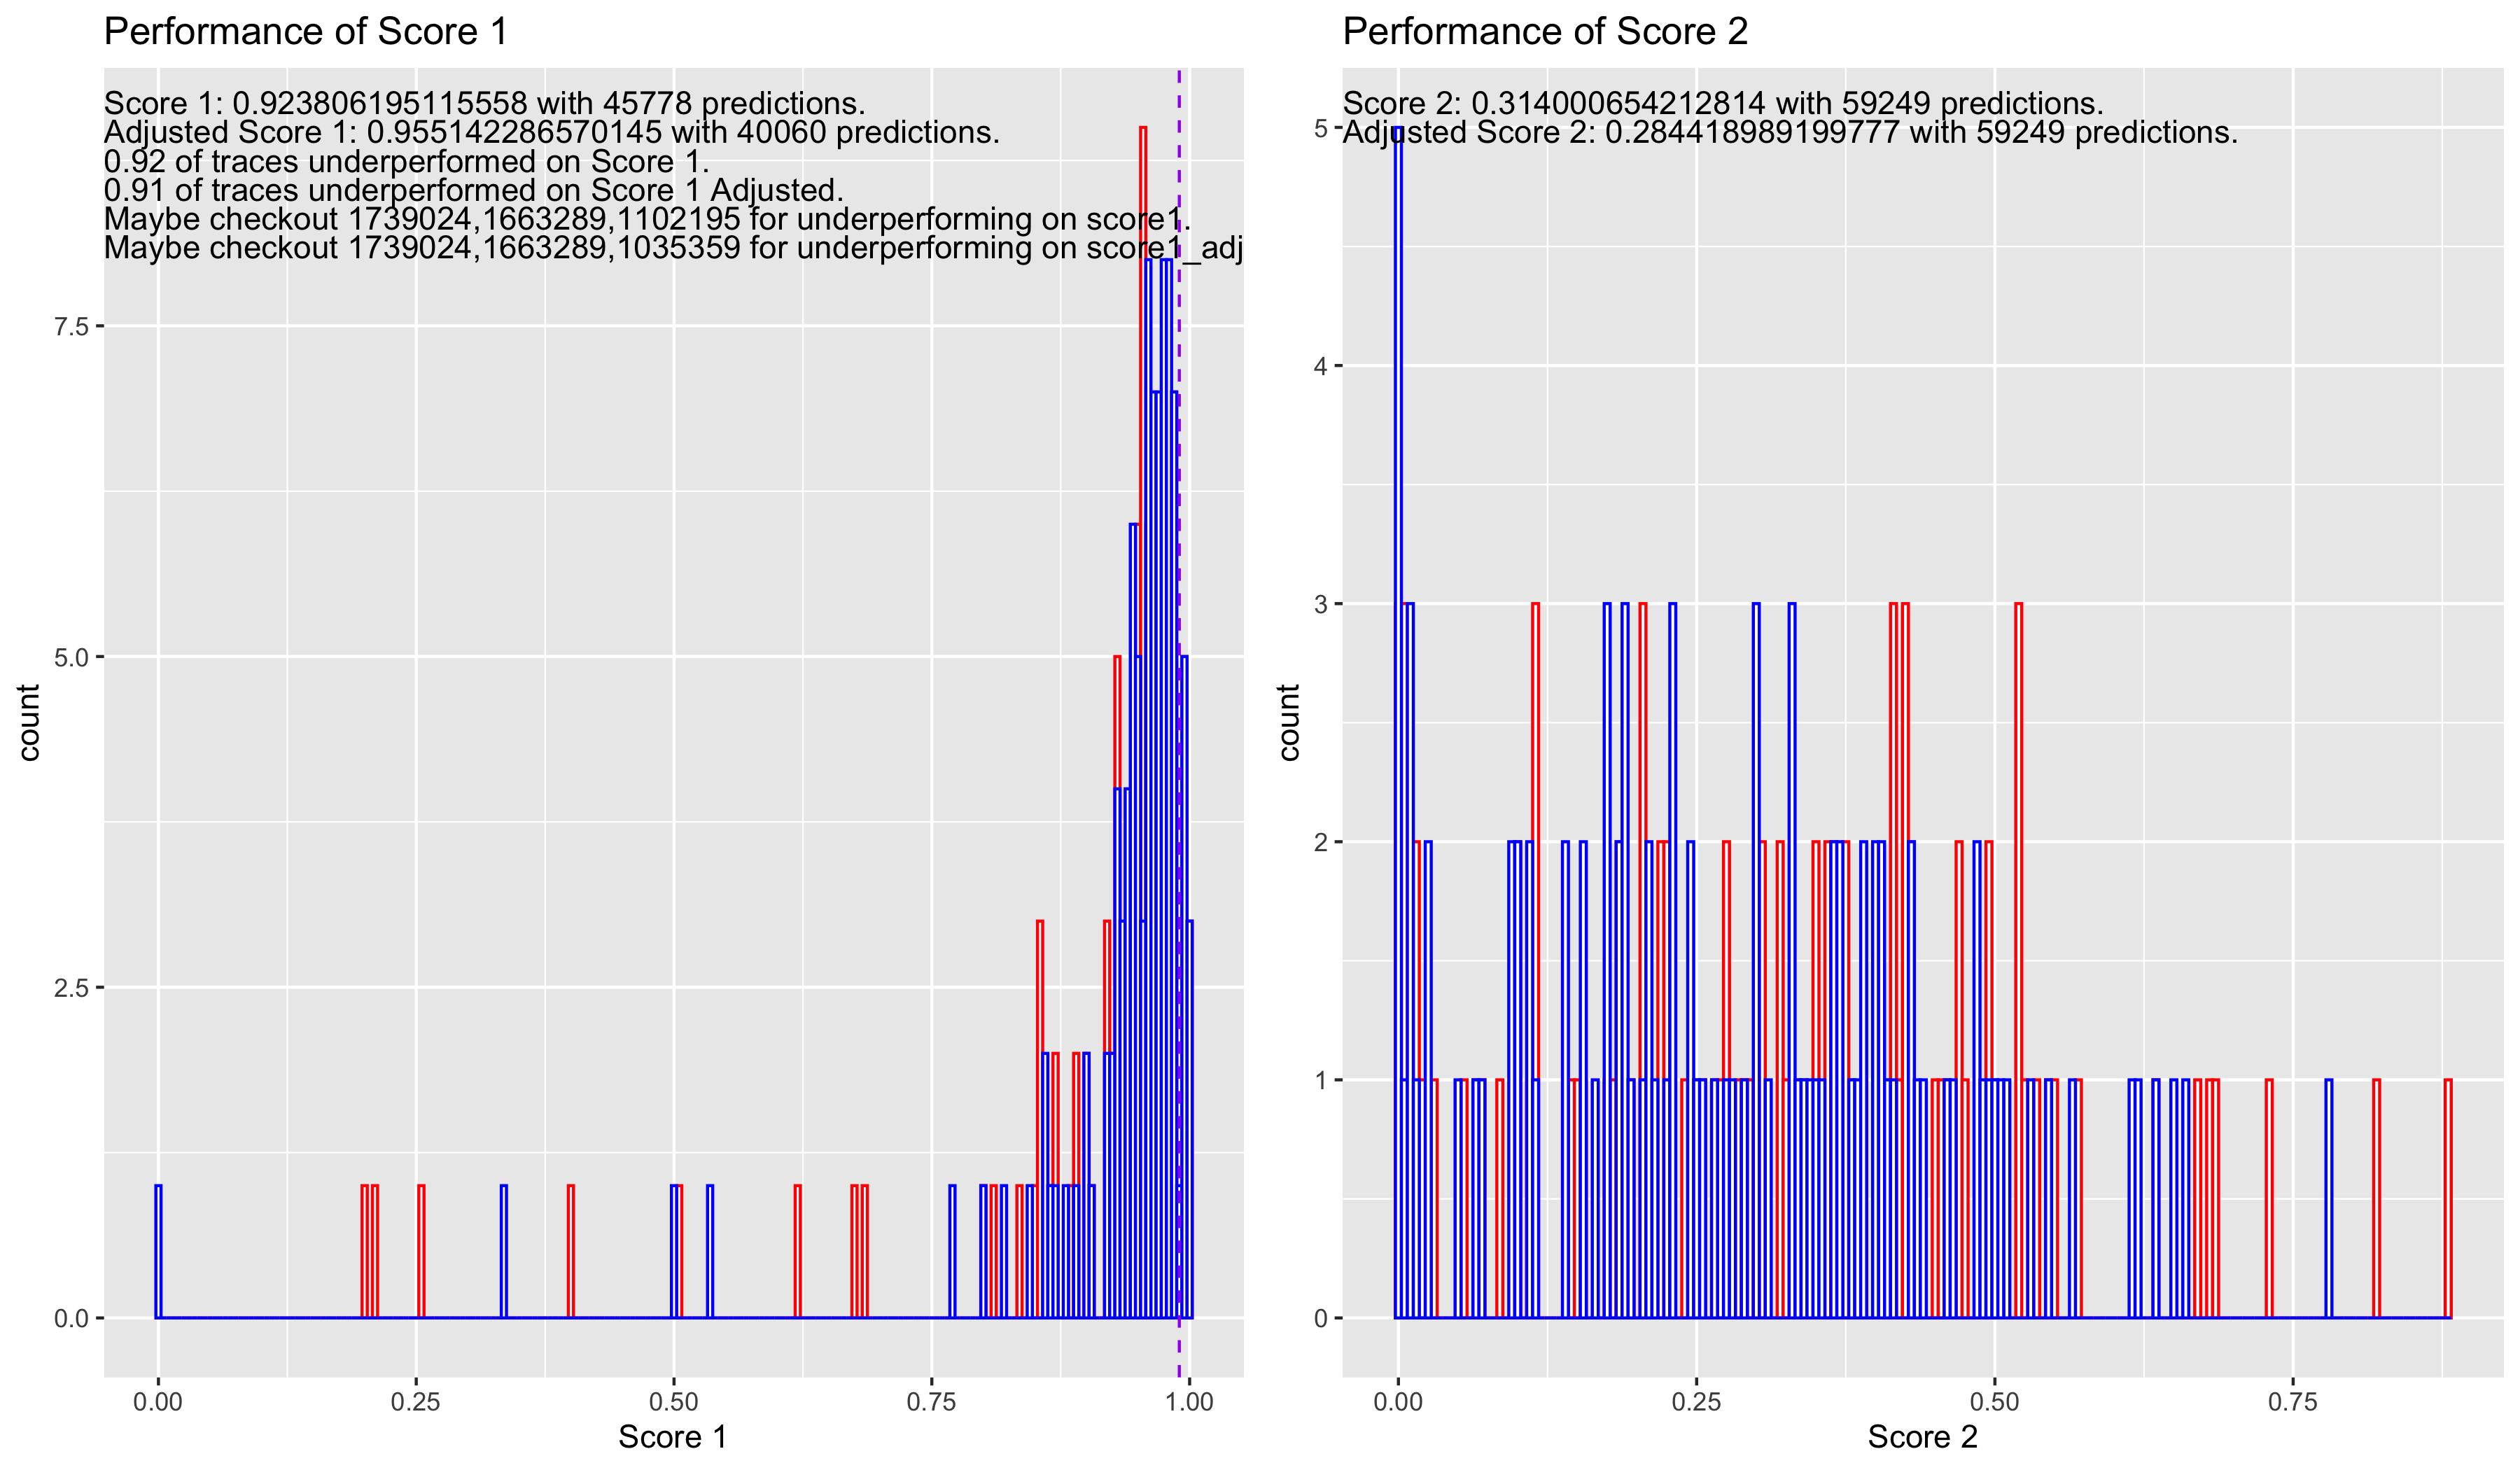 Performance of Score 1
Score 1: 0.923806195115558 with 45778 predictions.
Adjusted Score 1: 0.955142286570145 with 40060 predictions.
0.92 of traces underperformed on Score 1.
0.91 of traces underperformed on Score 1 Adjusted.
Maybe checkout 1739024,1663289,1102195 for underperforming on score1.
Maybe checkout 1739024,1663289,1035359 for underperforming on score1_adj
7.5
5.0
2.5
0.0
count
0.00
0.25
0.50
0.75
1.00
Score 1
Performance of Score 2
Score 2: 0.314000654212814 with 59249 predictions.
Adjusted Score 2: 0.284418989199777 with 59249 predictions.
5
4
3
2
1
0
count
0.00
0.25
0.50
0.75
Score 2